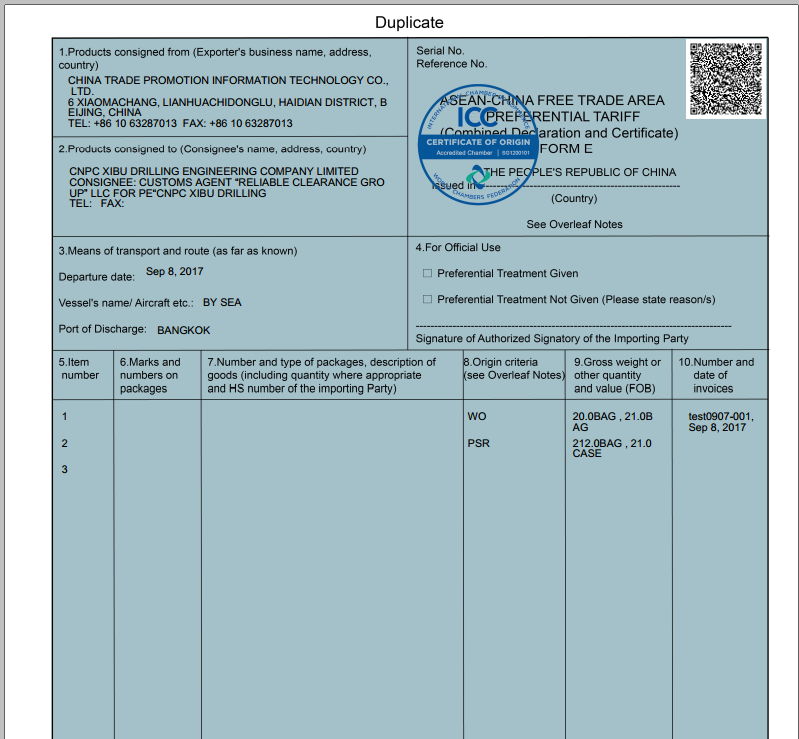 Duplicate
1.Products consigned from (Exporter's business name, address,
country)
CHINA TRADE PROMOTION INFORMATION TECHNOLOGY CO.,
LTD.
6 XIAOMACHANG, LIANHUACHIDONGLU, HAIDIAN DISTRICT, B
EIJING, CHINA
TEL: +86 10 63287013 FAX: +86 10 63287013
Serial No.
Reference No.
ASEAN-CHINA FREE TRADE AREA
PREFERENTIAL TARIFF
(Combined Declaration and Certificate)
FORM E
THE PEOPLE'S REPUBLIC OF CHINA
Issued in
(Country)
See Overleaf Notes
INTERNATIONAL CHAMBER OF COMMERCE
ICC
CERTIFICATE OF ORIGIN
Accredited Chamber | SG1200101
WORLD CHAMBERS FEDERATION
2.Products consigned to (Consignee's name, address, country)
CNPC XIBU DRILLING ENGINEERING COMPANY LIMITED
CONSIGNEE: CUSTOMS AGENT "RELIABLE CLEARANCE GRO
UP" LLC FOR PE"CNPC XIBU DRILLING
TEL: FAX:
3.Means of transport and route (as far as known)
Departure date: Sep 8, 2017
Vessel's name/ Aircraft etc.: BY SEA
Port of Discharge: BANGKOK
4.For Official Use
☐ Preferential Treatment Given
☐ Preferential Treatment Not Given (Please state reason/s)
Signature of Authorized Signatory of the Importing Party
5.Item
number
6.Marks and
numbers on
packages
7.Number and type of packages, description of
goods (including quantity where appropriate
and HS number of the importing Party)
8.Origin criteria
(see Overleaf Notes)
9.Gross weight or
other quantity
and value (FOB)
10.Number and
date of
invoices
1
WO
20.0BAG , 21.0B
AG
test0907-001,
Sep 8, 2017
2
PSR
212.0BAG , 21.0
CASE
3